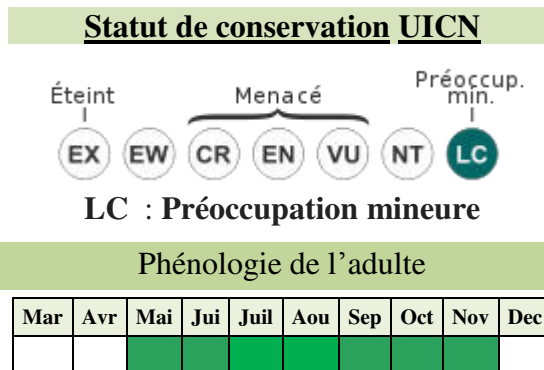 Statut de conservation UICN
Éteint Menacé Préoccup. min.
EX EW CR EN VU NT LC
LC : Préoccupation mineure
Phénologie de l'adulte
Mar Avr Mai Jui Juil Aou Sep Oct Nov Dec